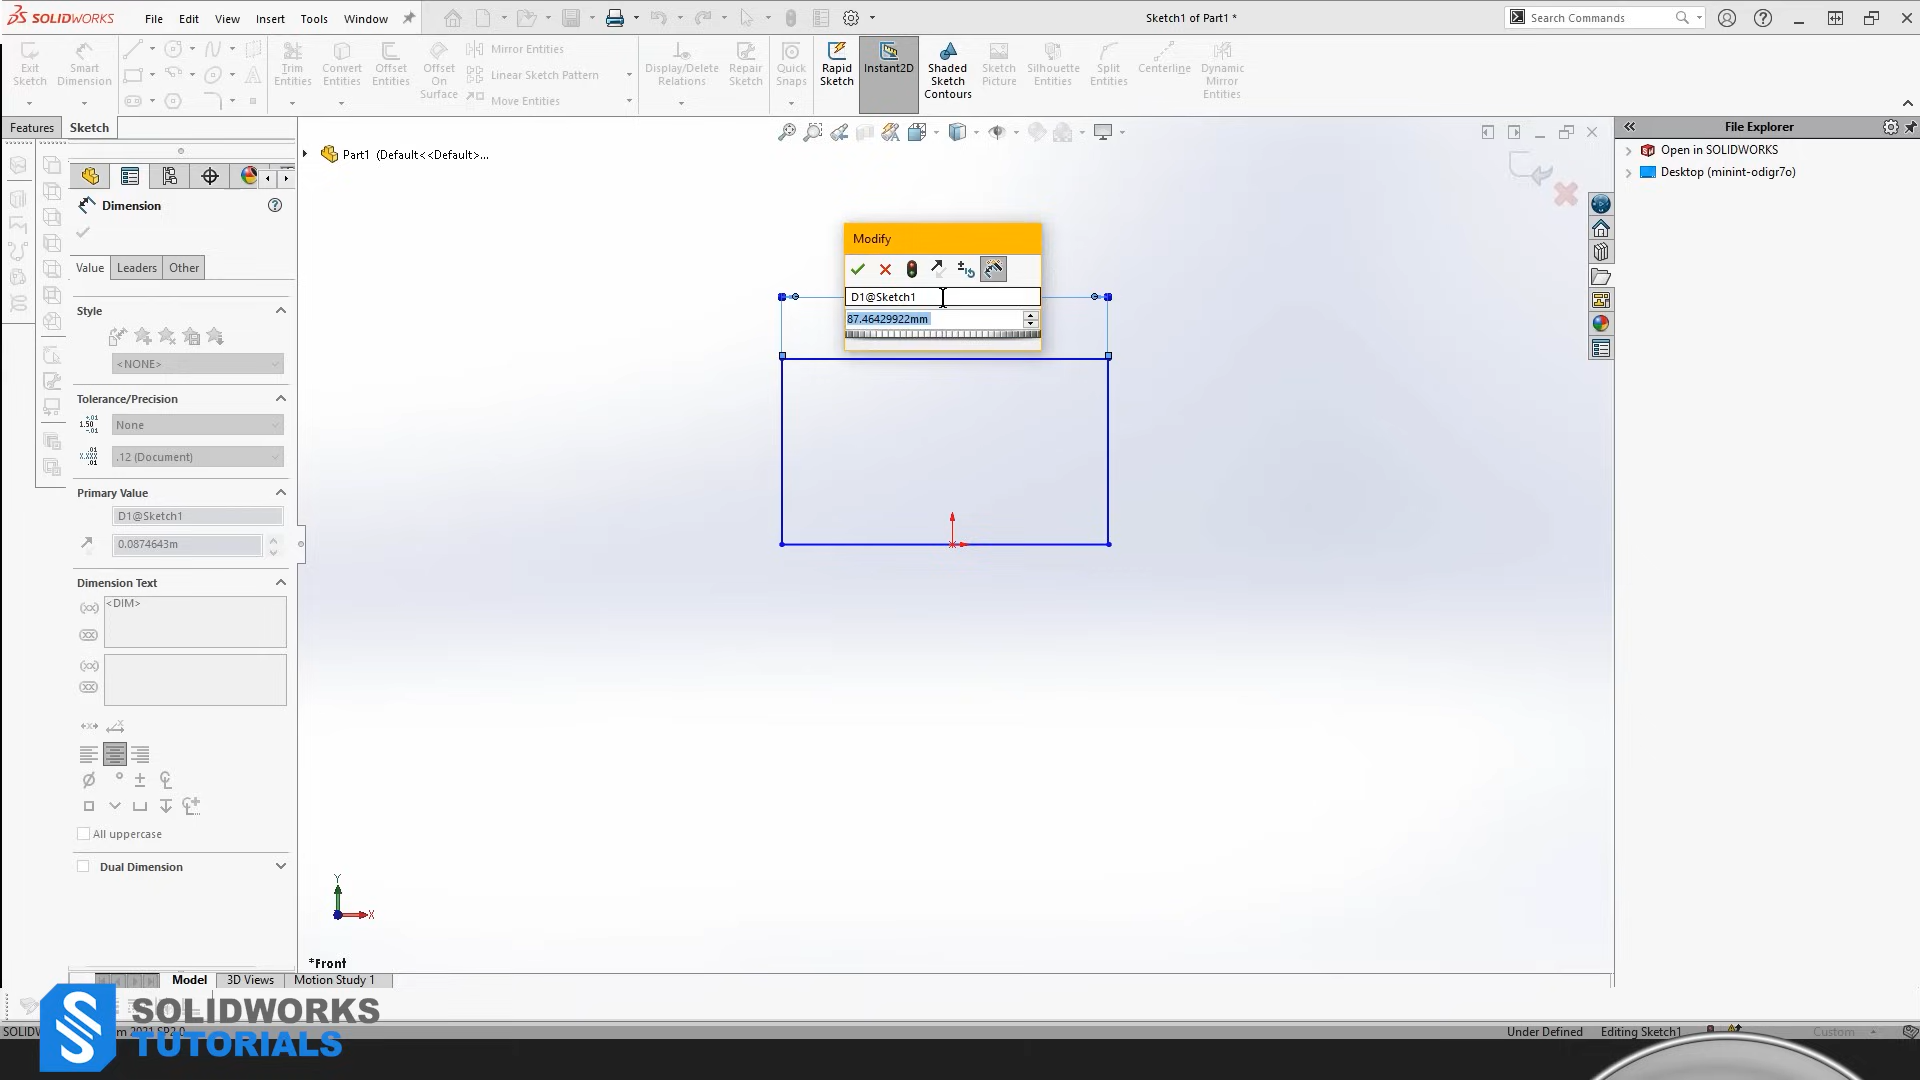 SOLIDWORKS File Edit View Insert Tools Window
Sketch1 of Part1 *
Search Commands
Exit Sketch
Smart Dimension
Trim Entities
Convert Entities
Offset Entities
Offset On Surface
Mirror Entities
Linear Sketch Pattern
Move Entities
Display/Delete Relations
Repair Sketch
Quick Snaps
Rapid Sketch
Instant2D
Shaded Sketch Contours
Sketch Picture
Silhouette Entities
Split Entities
Centerline
Dynamic Mirror Entities
Features Sketch
File Explorer
Open in SOLIDWORKS
Desktop (minint-odigr7o)
Part1 (Default<<Default>...
Dimension
Value Leaders Other
Style
<NONE>
Tolerance/Precision
None
.12 (Document)
Primary Value
D1@Sketch1
0.0874643m
Dimension Text
<DIM>
All uppercase
Dual Dimension
Modify
D1@Sketch1
87.46429922mm
Y
X
*Front
Model 3D Views Motion Study 1
SOLIDWORKS
TUTORIALS
Under Defined Editing Sketch1 Custom